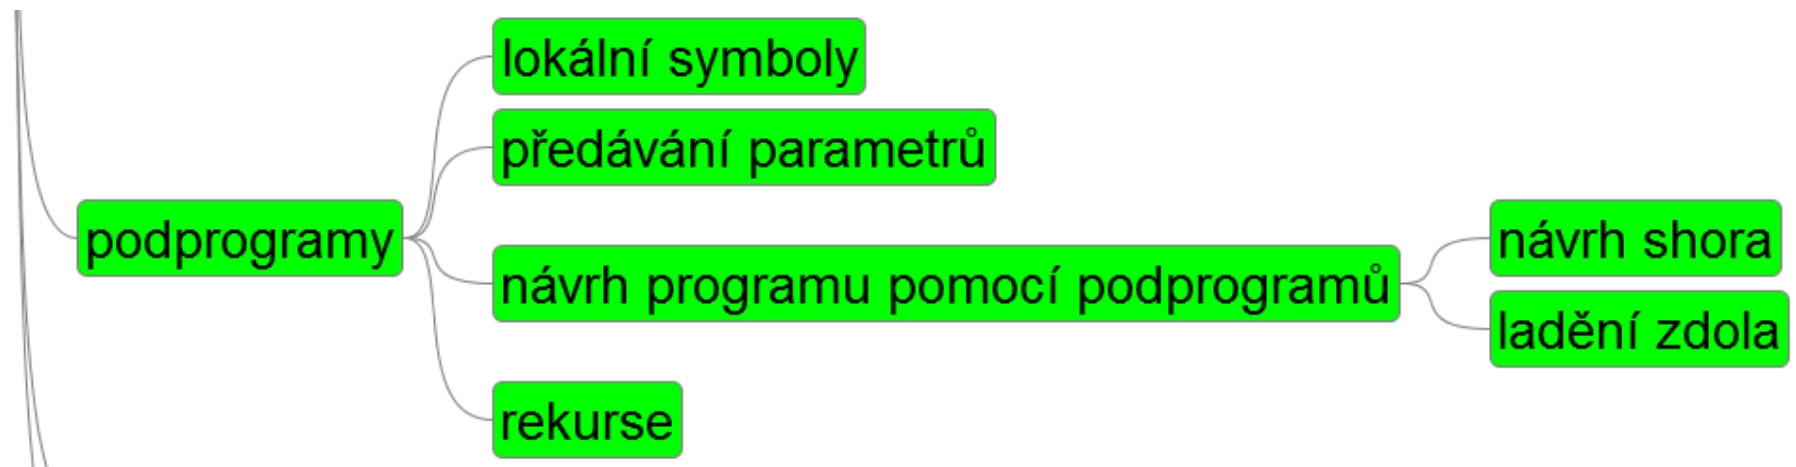 lokální symboly
předávání parametrů
podprogramy
návrh programu pomocí podprogramů
návrh shora
ladění zdola
rekurse